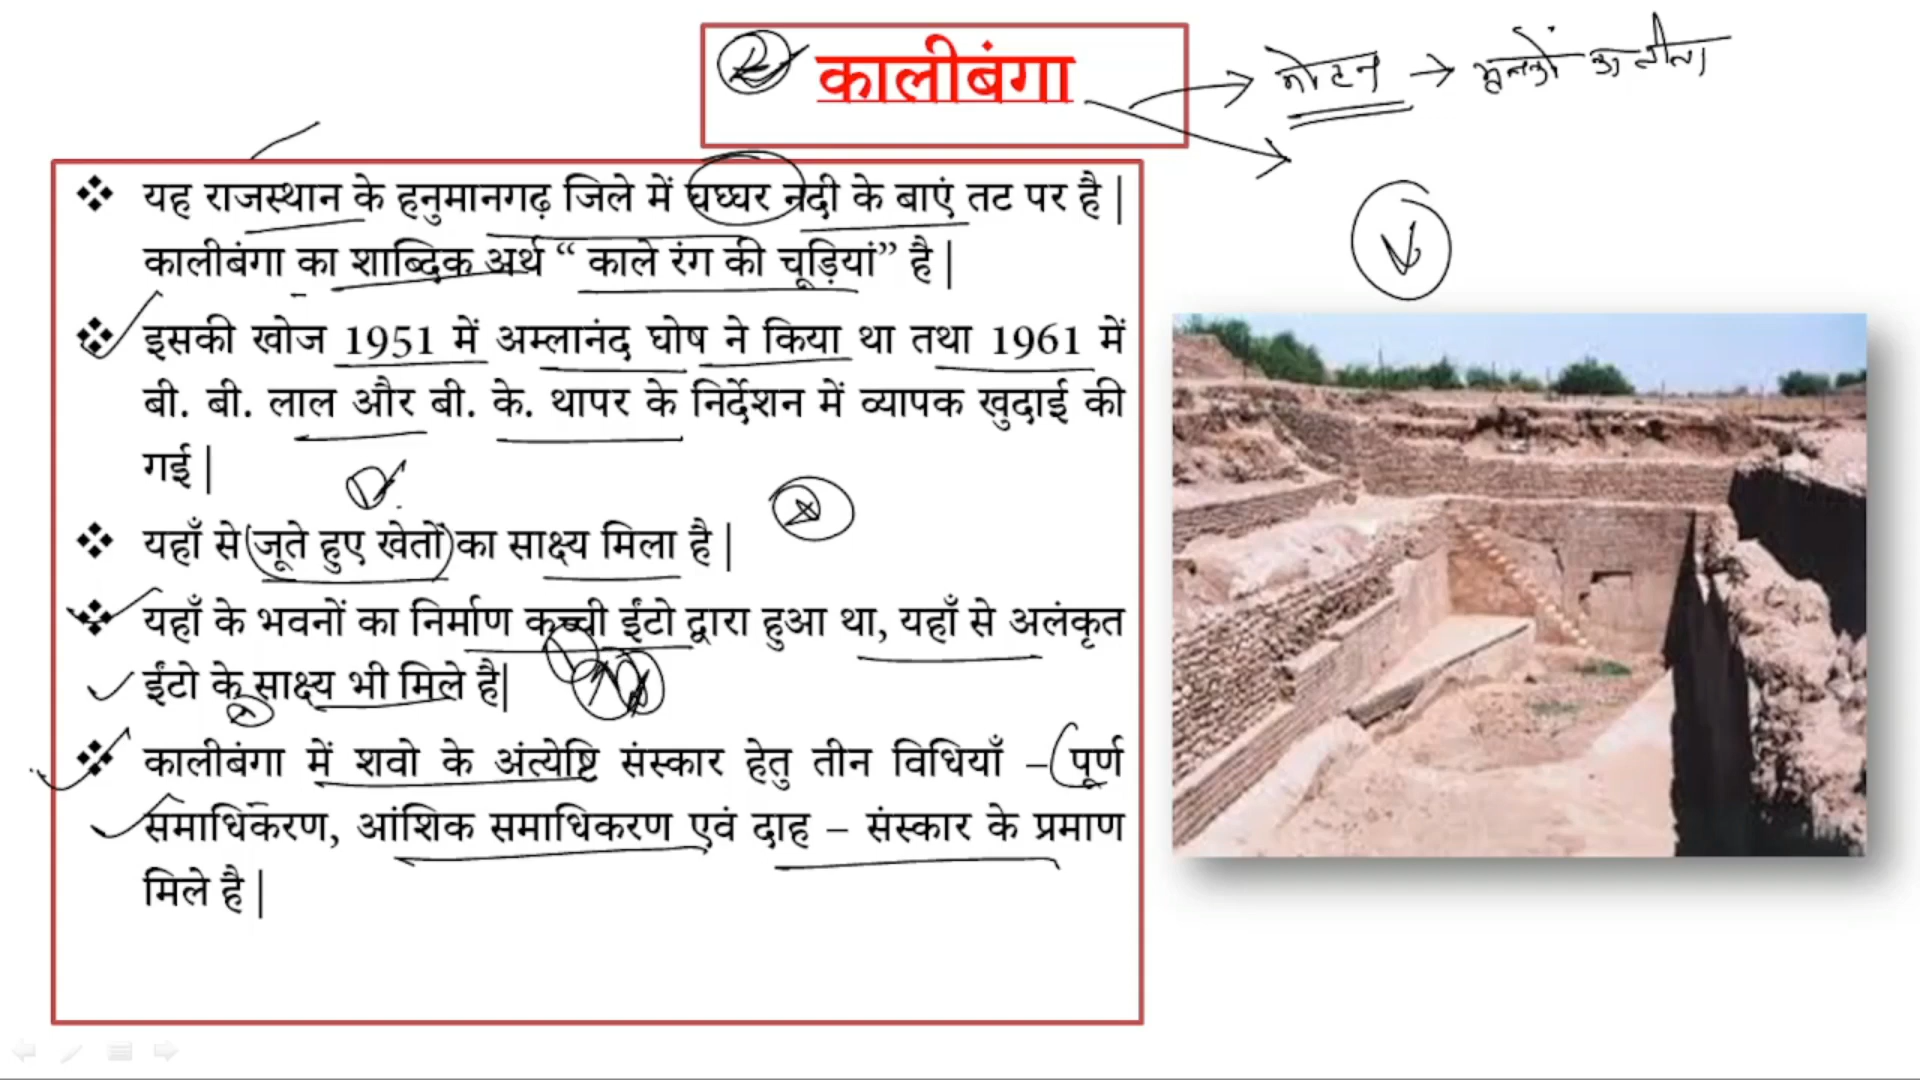 कालीबंगा
मृतकों का टीला
❖ यह राजस्थान के हनुमानगढ़ जिले में घघ्घर नदी के बाएं तट पर है |
कालीबंगा का शाब्दिक अर्थ “ काले रंग की चूड़ियां” है |
❖ इसकी खोज 1951 में अम्लानंद घोष ने किया था तथा 1961 में
बी. बी. लाल और बी. के. थापर के निर्देशन में व्यापक खुदाई की
गई |
❖ यहाँ से जूते हुए खेतों का साक्ष्य मिला है |
❖ यहाँ के भवनों का निर्माण कच्ची ईंटो द्वारा हुआ था, यहाँ से अलंकृत
ईंटो के साक्ष्य भी मिले है|
❖ कालीबंगा में शवो के अंत्येष्टि संस्कार हेतु तीन विधियाँ – पूर्ण
समाधिकरण, आंशिक समाधिकरण एवं दाह – संस्कार के प्रमाण
मिले है |